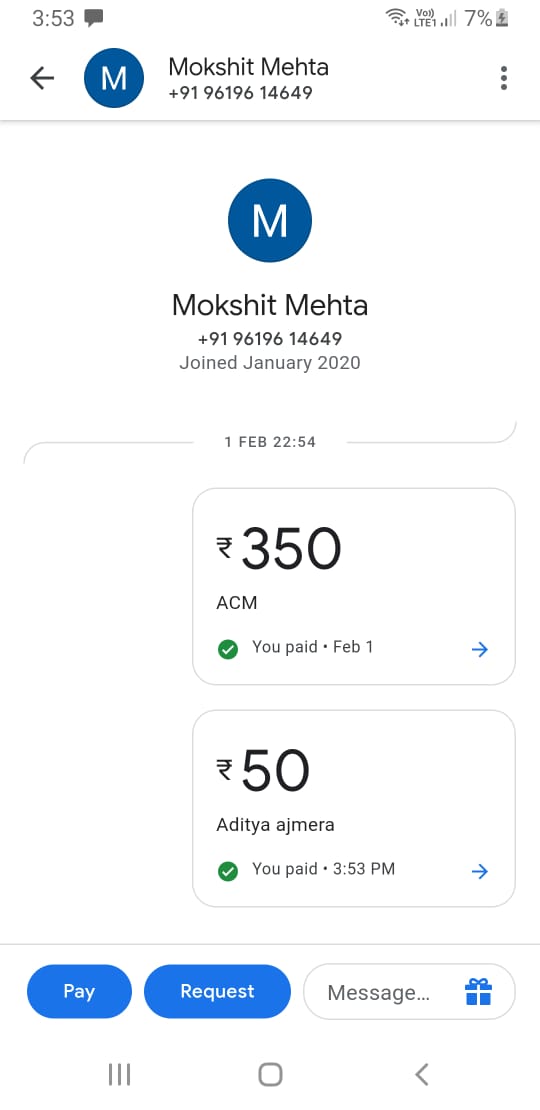 3:53 Vo) LTE1 7%
M Mokshit Mehta
+91 96196 14649
M
Mokshit Mehta
+91 96196 14649
Joined January 2020
1 FEB 22:54
₹350
ACM
You paid • Feb 1
₹50
Aditya ajmera
You paid • 3:53 PM
Pay Request Message...